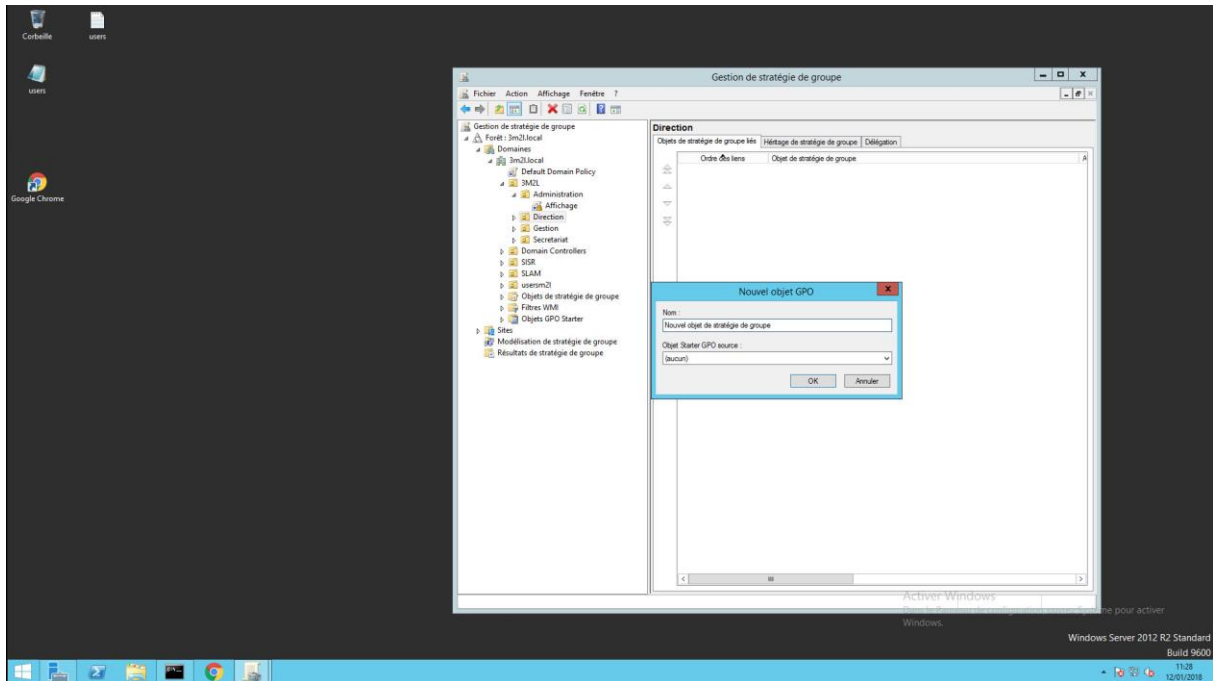 Corbeille
users
users
Google Chrome
Gestion de stratégie de groupe
Fichier Action Affichage Fenêtre ?
Gestion de stratégie de groupe
Forêt : 3m2l.local
Domaines
3m2l.local
Default Domain Policy
3M2L
Administration
Affichage
Direction
Gestion
Secretariat
Domain Controllers
SISR
SLAM
usersm2l
Objets de stratégie de groupe
Filtres WMI
Objets GPO Starter
Sites
Modélisation de stratégie de groupe
Résultats de stratégie de groupe
Direction
Objets de stratégie de groupe liés Héritage de stratégie de groupe Délégation
Ordre des liens Objet de stratégie de groupe A
Nouvel objet GPO
Nom :
Nouvel objet de stratégie de groupe
Objet Starter GPO source :
(aucun)
OK Annuler
Activer Windows
me pour activer
Windows.
Windows Server 2012 R2 Standard
Build 9600
11:28
12/01/2018